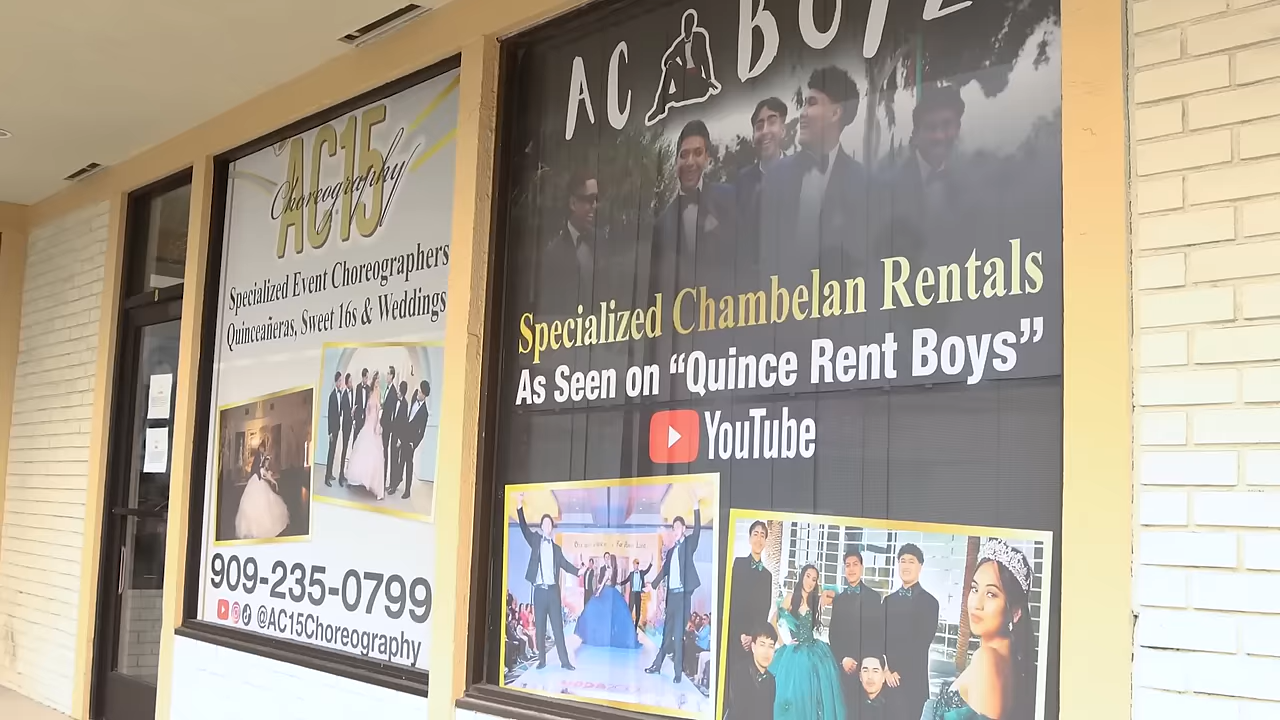 AC15
Choreography
Specialized Event Choreographers
Quinceañeras, Sweet 16s & Weddings
909-235-0799
@AC15Choreography
AC BOYZ
Specialized Chambelan Rentals
As Seen on “Quince Rent Boys”
YouTube